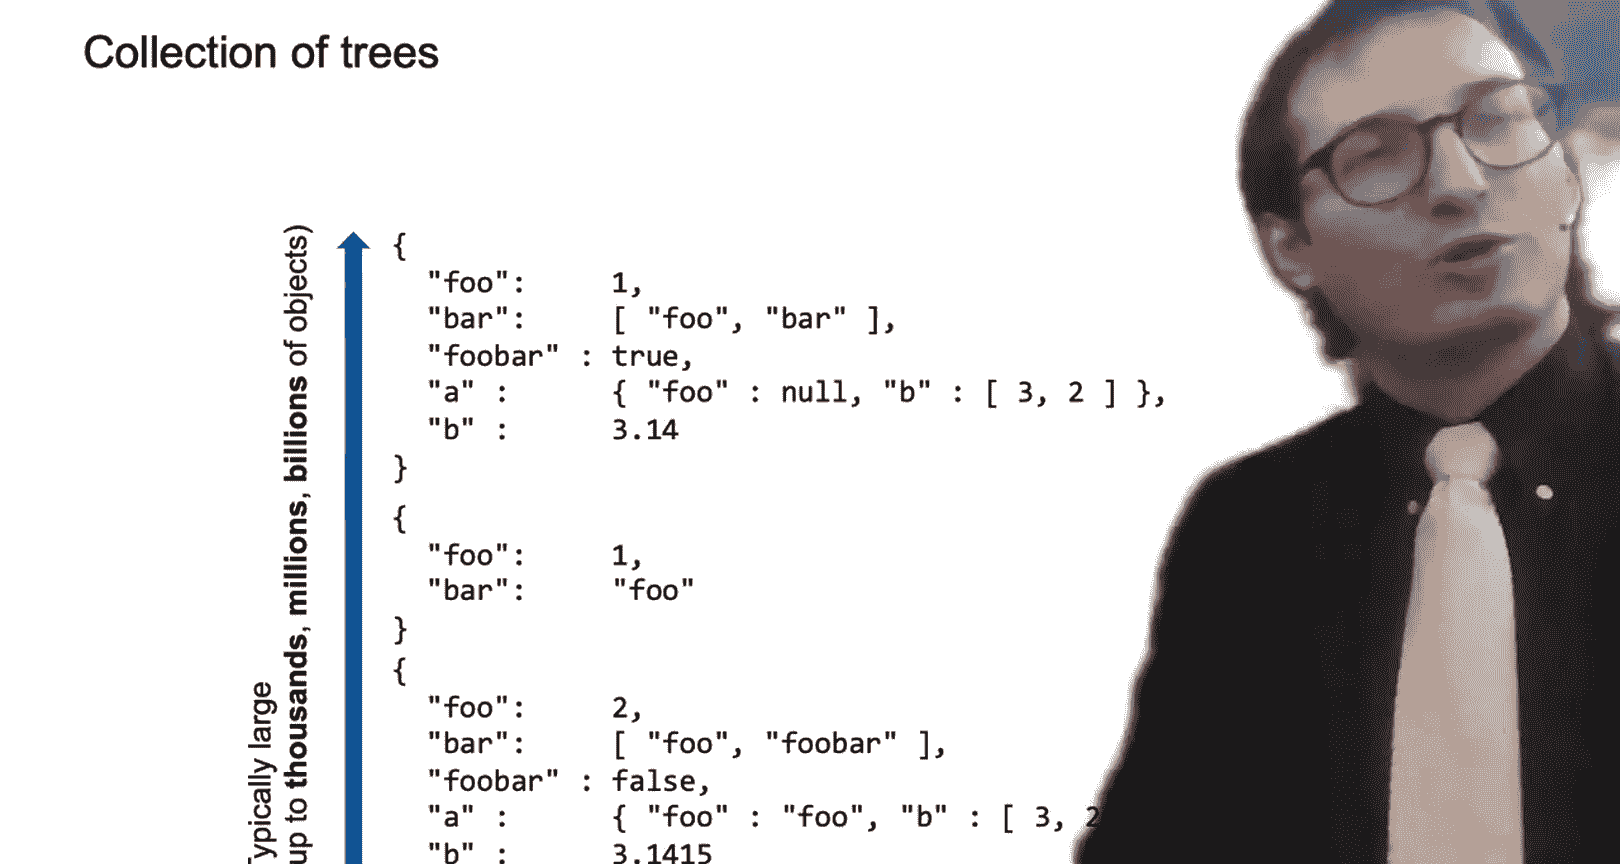 Collection of trees
Typically large
up to thousands, millions, billions of objects)
{
"foo": 1,
"bar": [ "foo", "bar" ],
"foobar" : true,
"a" : { "foo" : null, "b" : [ 3, 2 ] },
"b" : 3.14
}
{
"foo": 1,
"bar": "foo"
}
{
"foo": 2,
"bar": [ "foo", "foobar" ],
"foobar" : false,
"a" : { "foo" : "foo", "b" : [ 3, 2
"b" : 3.1415